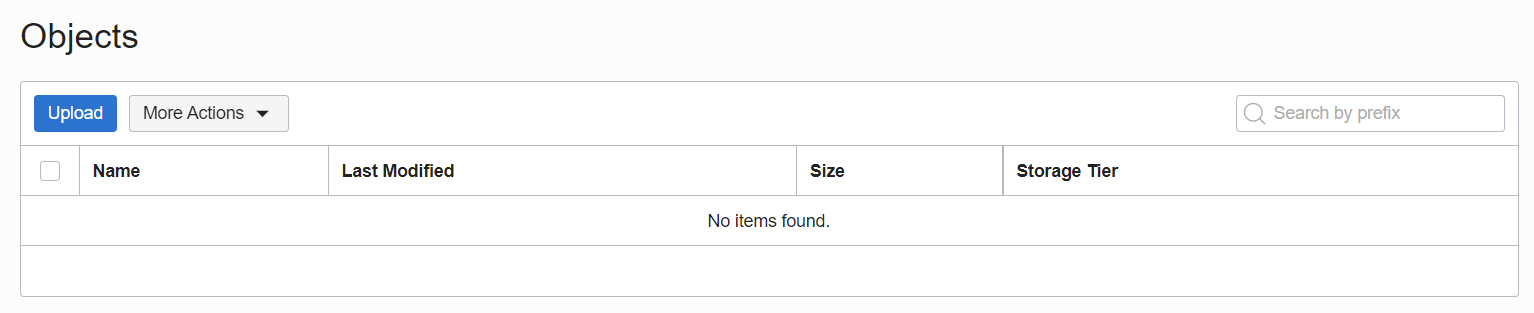 Objects
Upload More Actions Search by prefix
Name Last Modified Size Storage Tier
No items found.